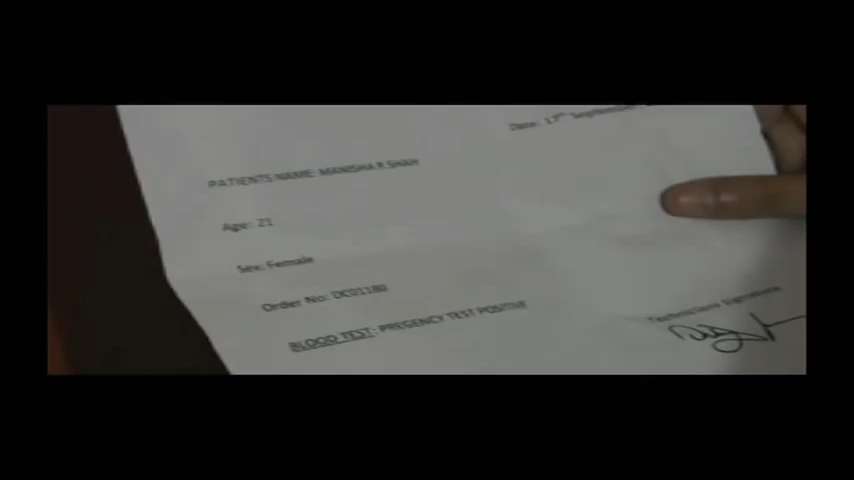 Date: 17th September
PATIENTS NAME: MANISHA R SHAH
Age: 21
Sex: Female
Order No: DC01180
BLOOD TEST: PREGENCY TEST POSITIVE
Technicians Signature